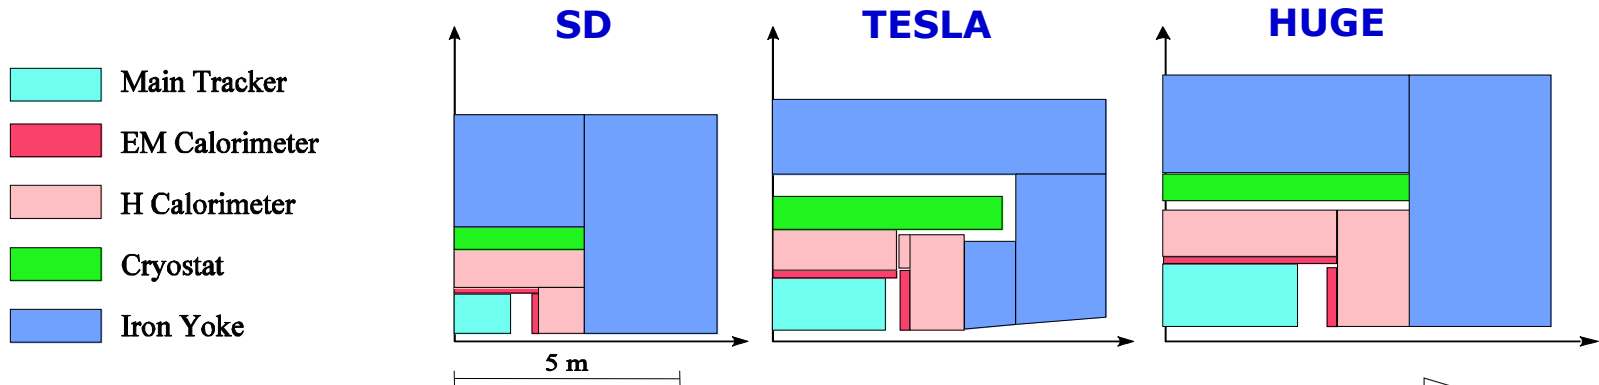 SD
TESLA
HUGE
Main Tracker
EM Calorimeter
H Calorimeter
Cryostat
Iron Yoke
5 m